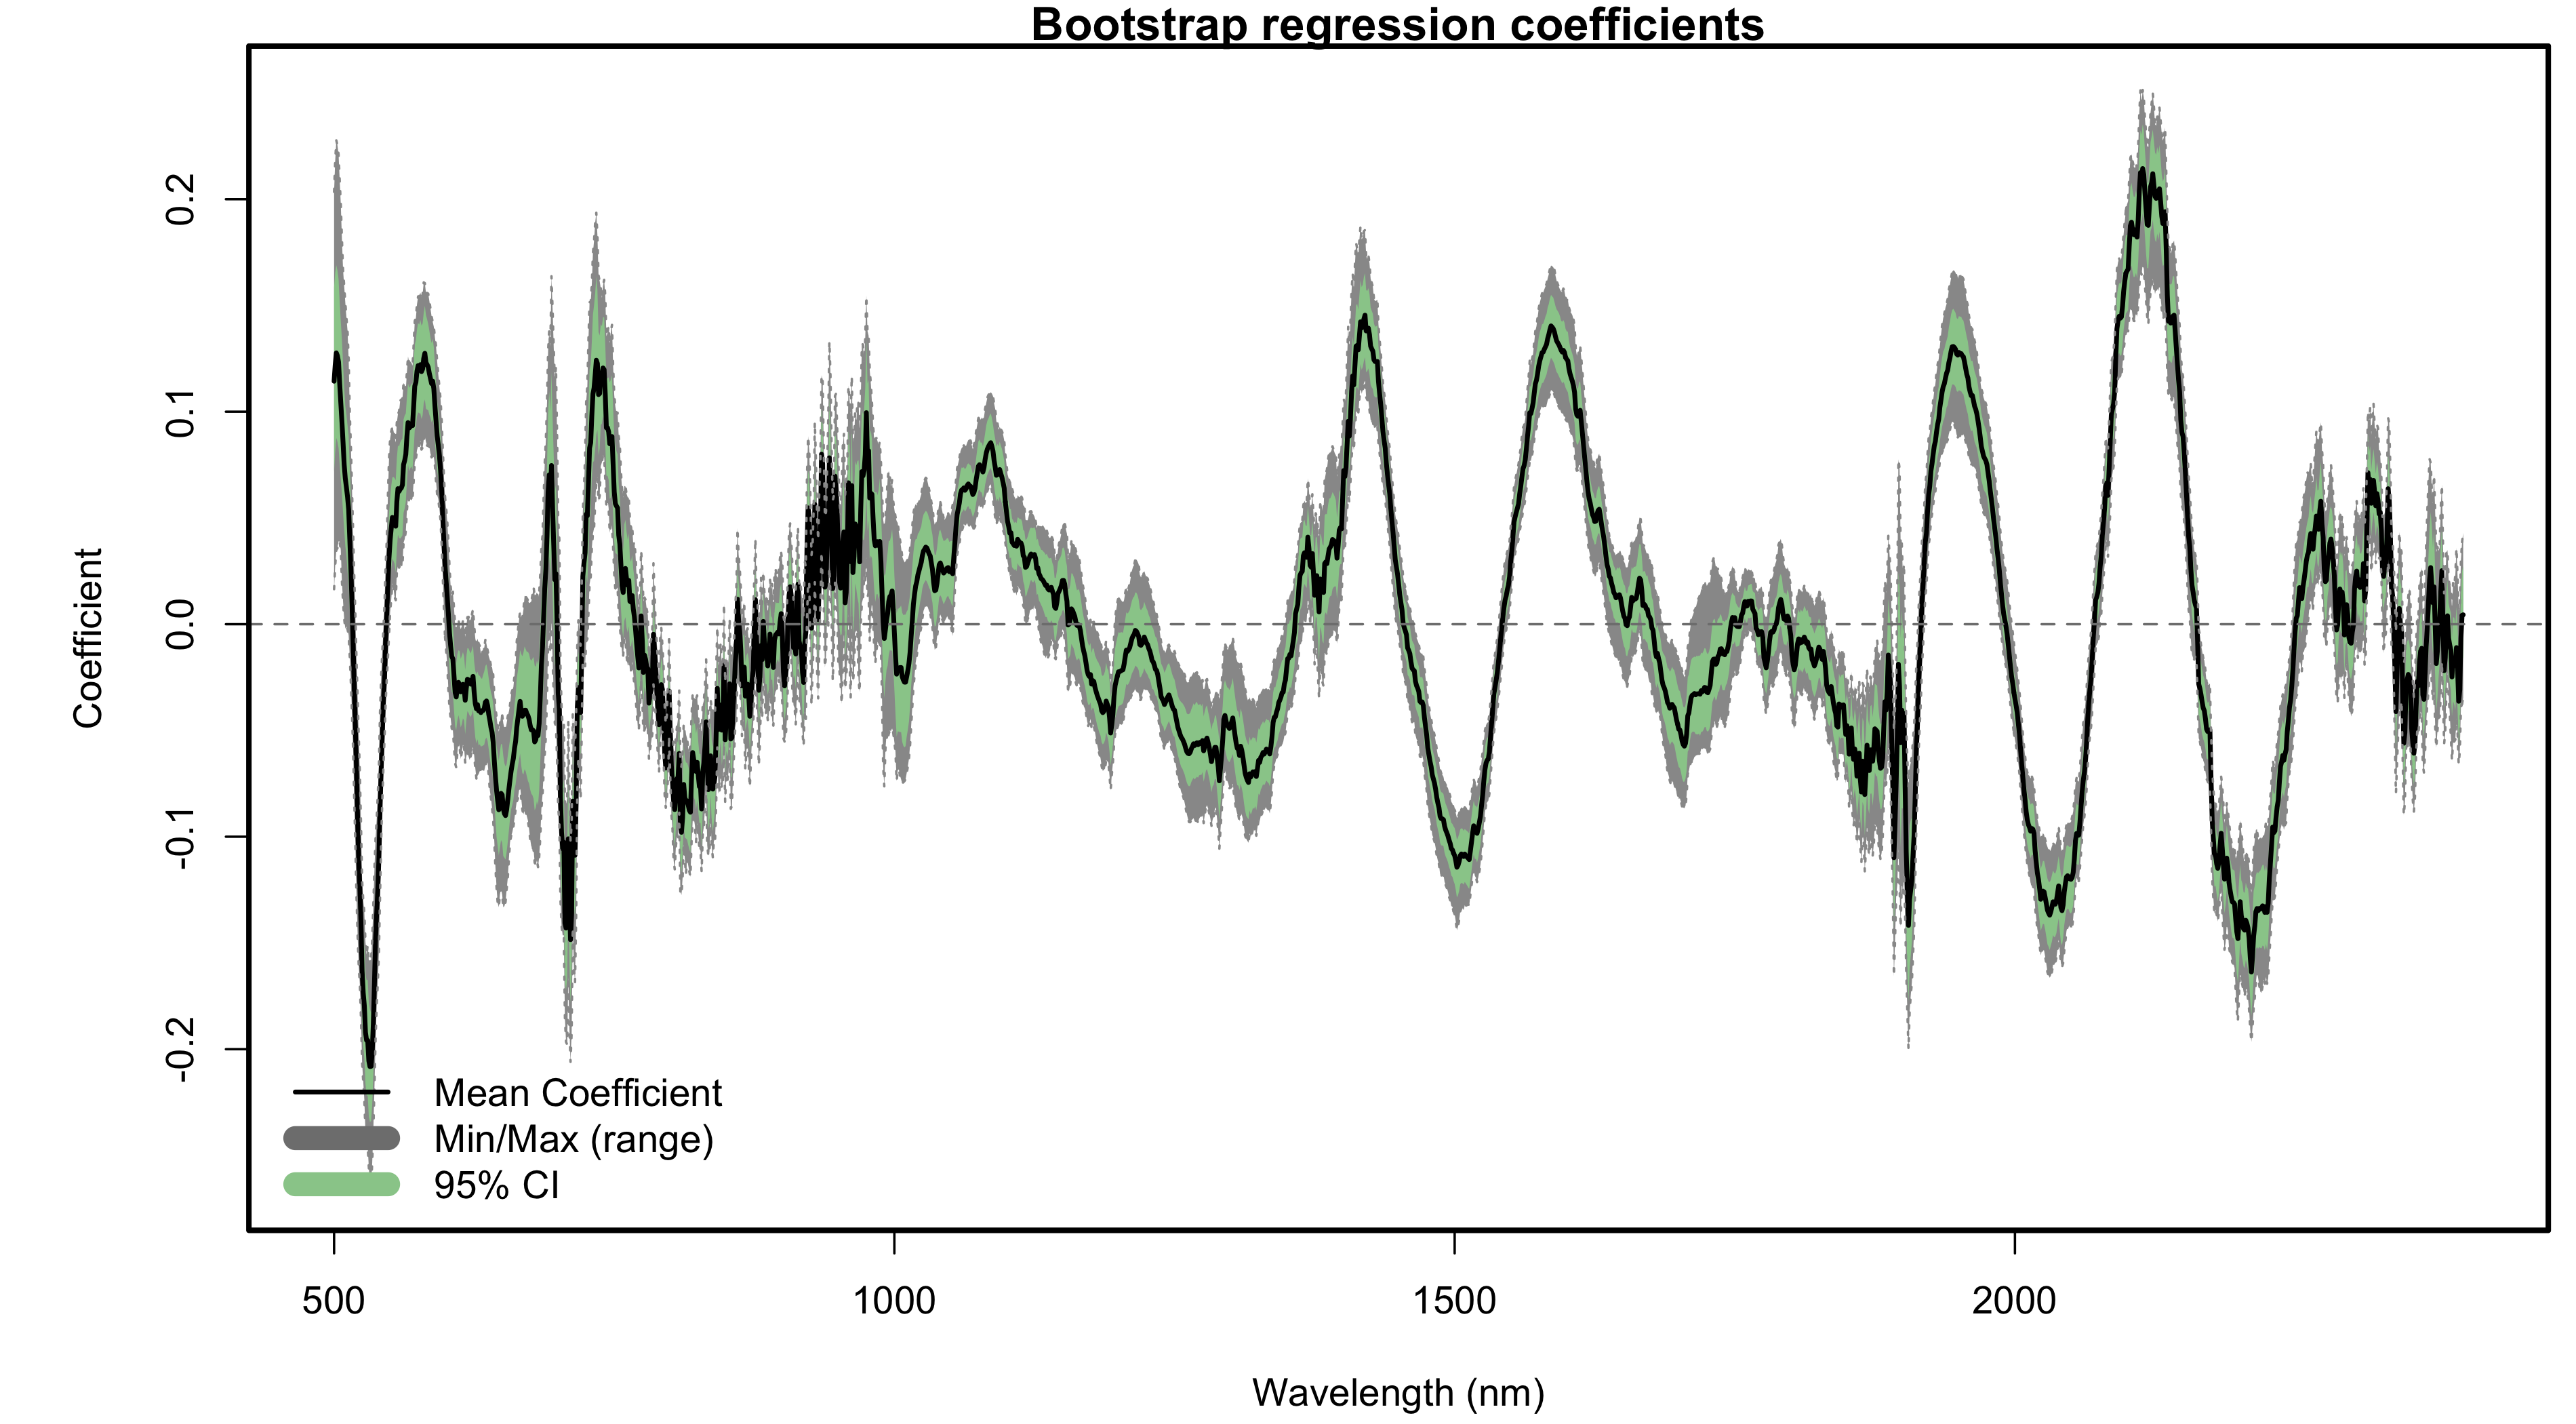 Bootstrap regression coefficients
Coefficient
0.2
0.1
0.0
-0.1
-0.2
Mean Coefficient
Min/Max (range)
95% CI
500 1000 1500 2000
Wavelength (nm)